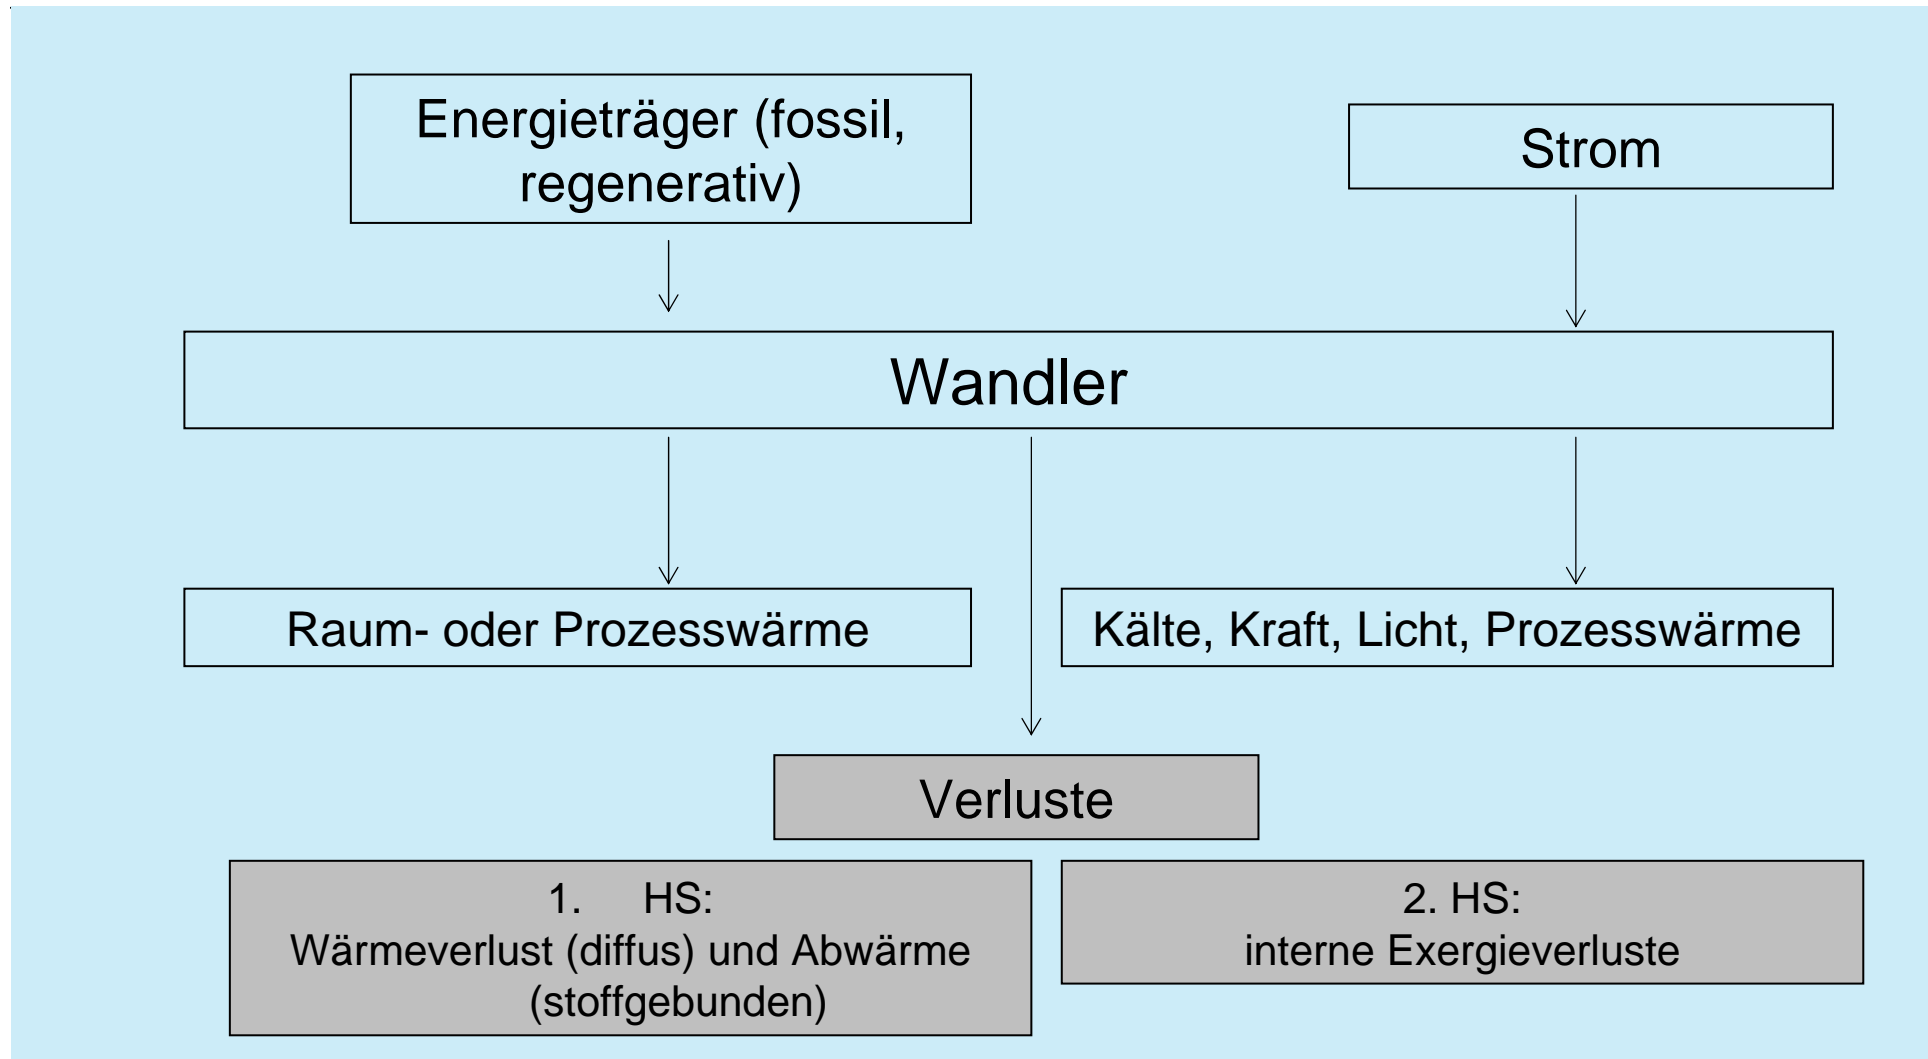 Energieträger (fossil,
regenerativ)
Strom
Wandler
Raum- oder Prozesswärme
Kälte, Kraft, Licht, Prozesswärme
Verluste
1. HS:
Wärmeverlust (diffus) und Abwärme
(stoffgebunden)
2. HS:
interne Exergieverluste